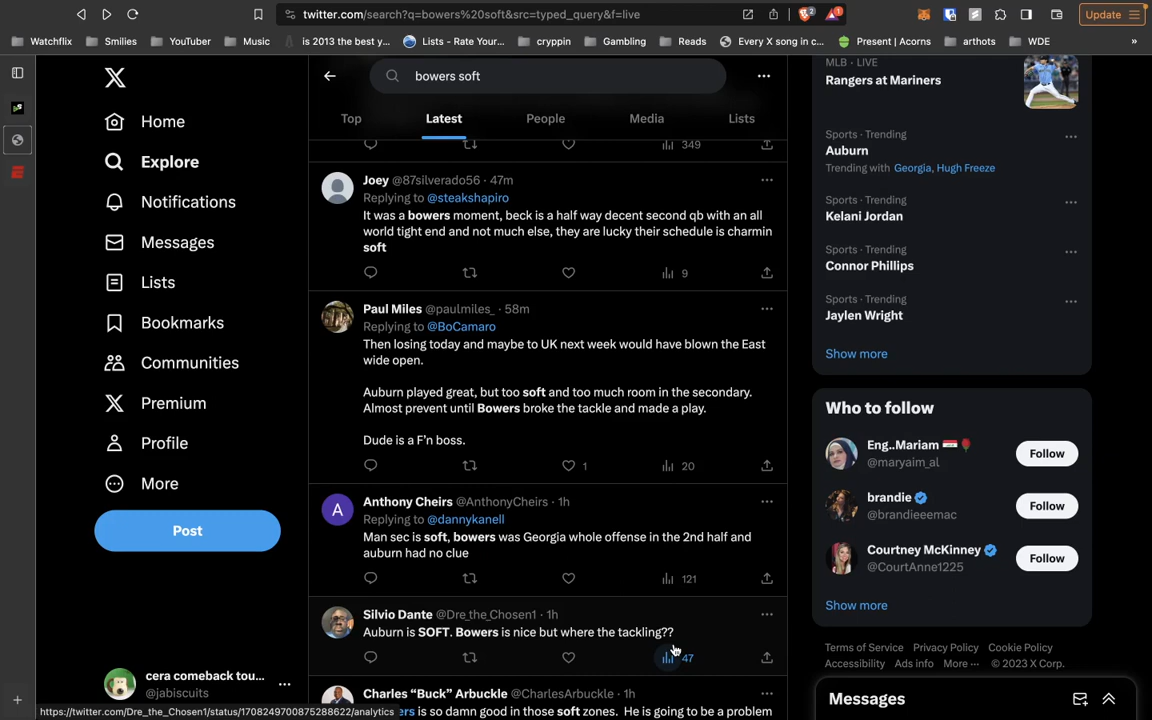 twitter.com/search?q=bowers%20soft&src=typed_query&f=live
2
1
Update
Watchflix
Smilies
YouTuber
Music
is 2013 the best y...
Lists - Rate Your...
cryppin
Gambling
Reads
Every X song in c...
Present | Acorns
arthots
WDE
»
Home
Explore
Notifications
Messages
Lists
Bookmarks
Communities
Premium
Profile
More
Post
cera comeback tou...
@jabiscuits
bowers soft
Top
Latest
People
Media
Lists
349
Joey @87silverado56 · 47m
Replying to @steakshapiro
It was a bowers moment, beck is a half way decent second qb with an all
world tight end and not much else, they are lucky their schedule is charmin
soft
9
Paul Miles @paulmiles_ · 58m
Replying to @BoCamaro
Then losing today and maybe to UK next week would have blown the East
wide open.
Auburn played great, but too soft and too much room in the secondary.
Almost prevent until Bowers broke the tackle and made a play.
Dude is a F'n boss.
1
20
A
Anthony Cheirs @AnthonyCheirs · 1h
Replying to @dannykanell
Man sec is soft, bowers was Georgia whole offense in the 2nd half and
auburn had no clue
121
Silvio Dante @Dre_the_Chosen1 · 1h
Auburn is SOFT. Bowers is nice but where the tackling??
47
Charles “Buck” Arbuckle @CharlesArbuckle · 1h
ers is so damn good in those soft zones. He is going to be a problem
https://twitter.com/Dre_the_Chosen1/status/1708249700875288622/analytics
MLB · LIVE
Rangers at Mariners
Sports · Trending
Auburn
Trending with Georgia, Hugh Freeze
Sports · Trending
Kelani Jordan
Sports · Trending
Connor Phillips
Sports · Trending
Jaylen Wright
Show more
Who to follow
Eng..Mariam
@maryaim_al
Follow
brandie
@brandieeemac
Follow
Courtney McKinney
@CourtAnne1225
Follow
Show more
Terms of Service Privacy Policy Cookie Policy
Accessibility Ads info More ··· © 2023 X Corp.
Messages